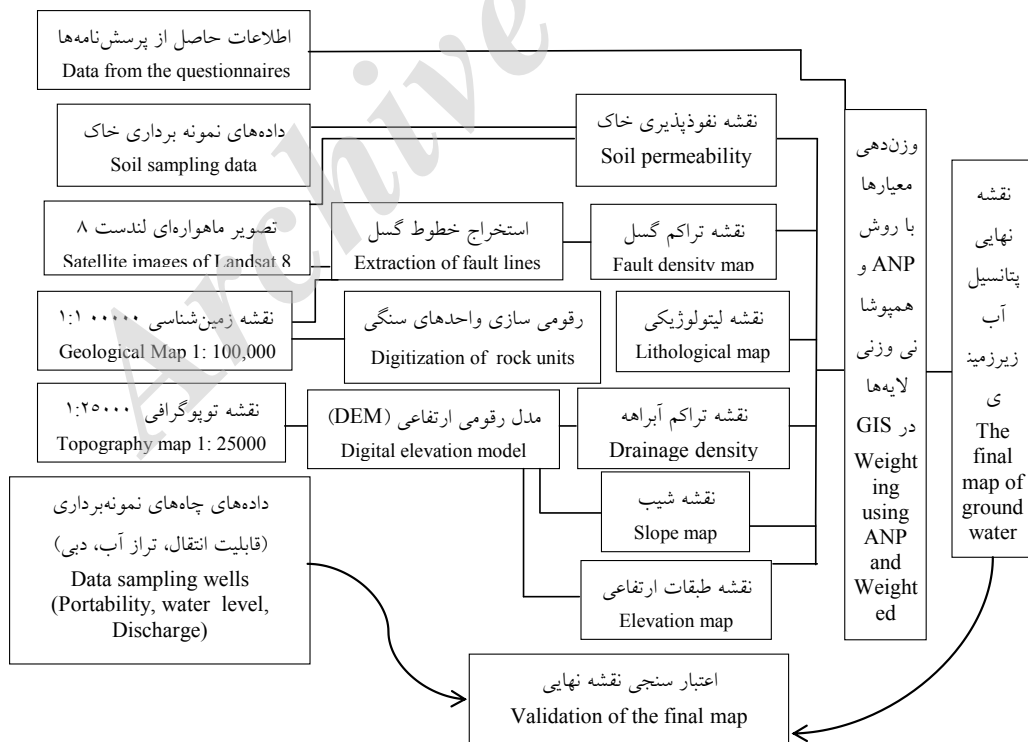 اطلاعات حاصل از پرسش‌نامه‌ها
Data from the questionnaires
داده‌های نمونه برداری خاک
Soil sampling data
نقشه نفوذپذیری خاک
Soil permeability
تصویر ماهواره‌ای لندست ۸
Satellite images of Landsat 8
استخراج خطوط گسل
Extraction of fault lines
نقشه تراکم گسل
Fault density map
نقشه زمین‌شناسی ۱:۱۰۰۰۰۰
Geological Map 1: 100,000
رقومی سازی واحدهای سنگی
Digitization of rock units
نقشه لیتولوژیکی
Lithological map
نقشه توپوگرافی ۱:۲۵۰۰۰
Topography map 1: 25000
مدل رقومی ارتفاعی (DEM)
Digital elevation model
نقشه تراکم آبراهه
Drainage density
نقشه شیب
Slope map
نقشه طبقات ارتفاعی
Elevation map
داده‌های چاه‌های نمونه‌برداری
(قابلیت انتقال، تراز آب، دبی)
Data sampling wells
(Portability, water level,
Discharge)
وزن‌دهی
معیارها
با روش
ANP و
همپوشا
نی وزنی
لایه‌ها
در GIS
Weight
ing
using
ANP
and
Weight
ed
نقشه
نهایی
پتانسیل
آب
زیرزمین
ی
The
final
map of
ground
water
اعتبار سنجی نقشه نهایی
Validation of the final map
Archive